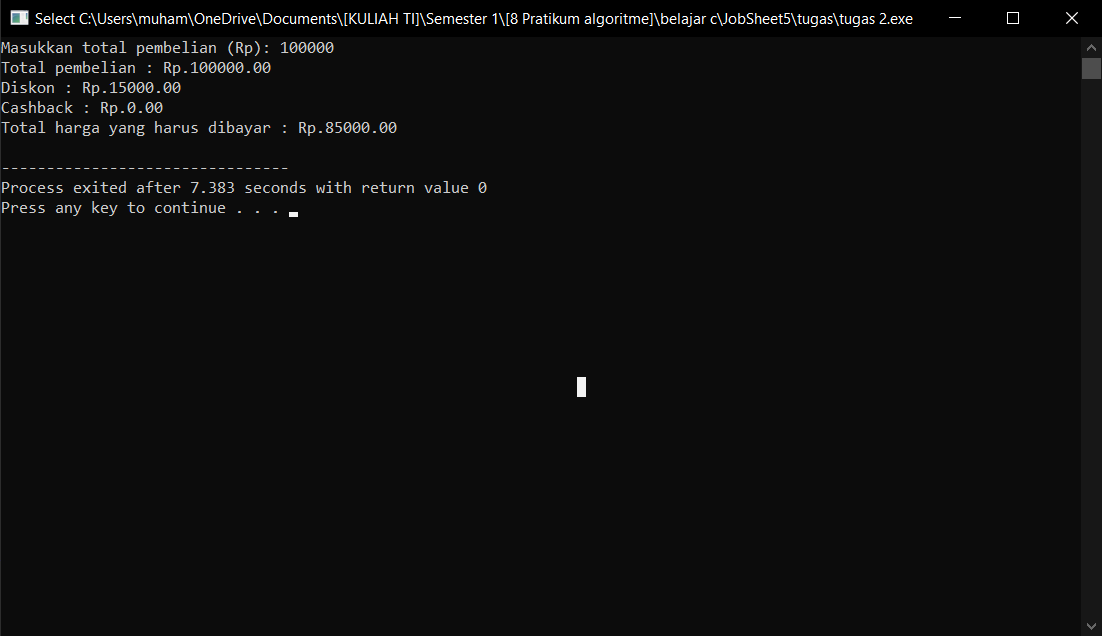 Select C:\Users\muham\OneDrive\Documents\[KULIAH TI]\Semester 1\[8 Pratikum algoritme]\belajar c\JobSheet5\tugas\tugas 2.exe
Masukkan total pembelian (Rp): 100000
Total pembelian : Rp.100000.00
Diskon : Rp.15000.00
Cashback : Rp.0.00
Total harga yang harus dibayar : Rp.85000.00
--------------------------------
Process exited after 7.383 seconds with return value 0
Press any key to continue . . .